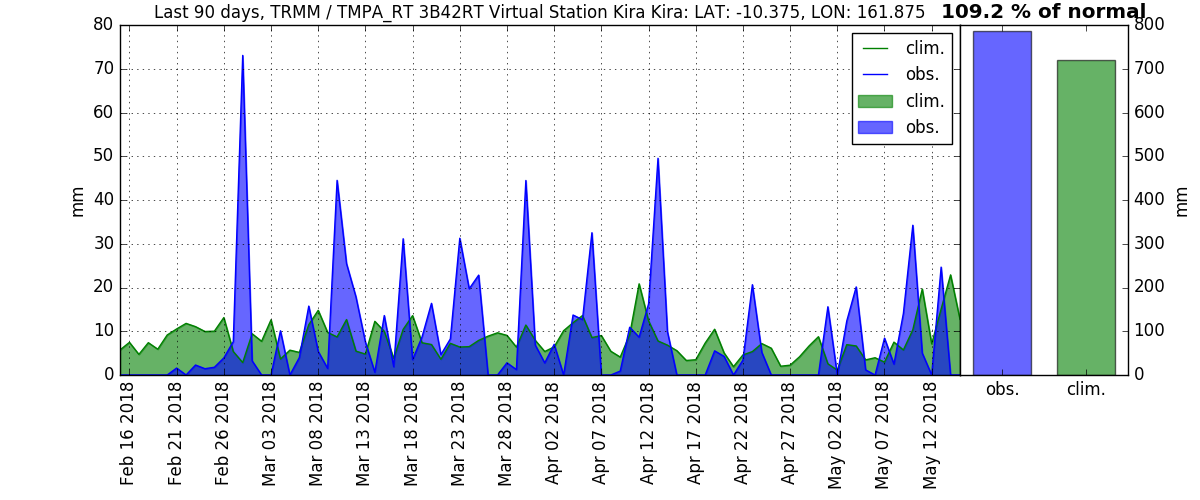 Last 90 days, TRMM / TMPA_RT 3B42RT Virtual Station Kira Kira: LAT: -10.375, LON: 161.875 109.2 % of normal
80
70
60
50
40
30
20
10
0
mm
clim.
obs.
clim.
obs.
800
700
600
500
400
300
200
100
0
mm
obs. clim.
Feb 16 2018
Feb 21 2018
Feb 26 2018
Mar 03 2018
Mar 08 2018
Mar 13 2018
Mar 18 2018
Mar 23 2018
Mar 28 2018
Apr 02 2018
Apr 07 2018
Apr 12 2018
Apr 17 2018
Apr 22 2018
Apr 27 2018
May 02 2018
May 07 2018
May 12 2018